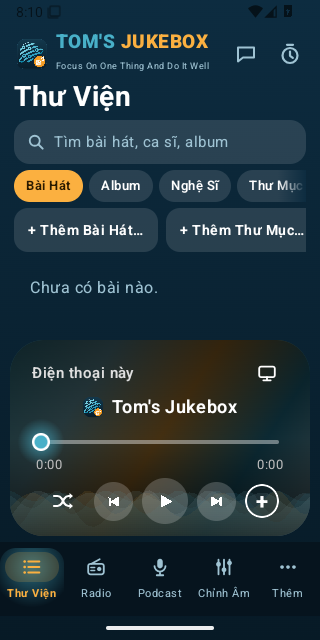 8:10
TOM'S JUKEBOX
Focus On One Thing And Do It Well
Thư Viện
Tìm bài hát, ca sĩ, album
Bài Hát Album Nghệ Sĩ Thư Mục
+ Thêm Bài Hát... + Thêm Thư Mục...
Chưa có bài nào.
Điện thoại này
Tom's Jukebox
0:00 0:00
Thư Viện Radio Podcast Chỉnh Âm Thêm